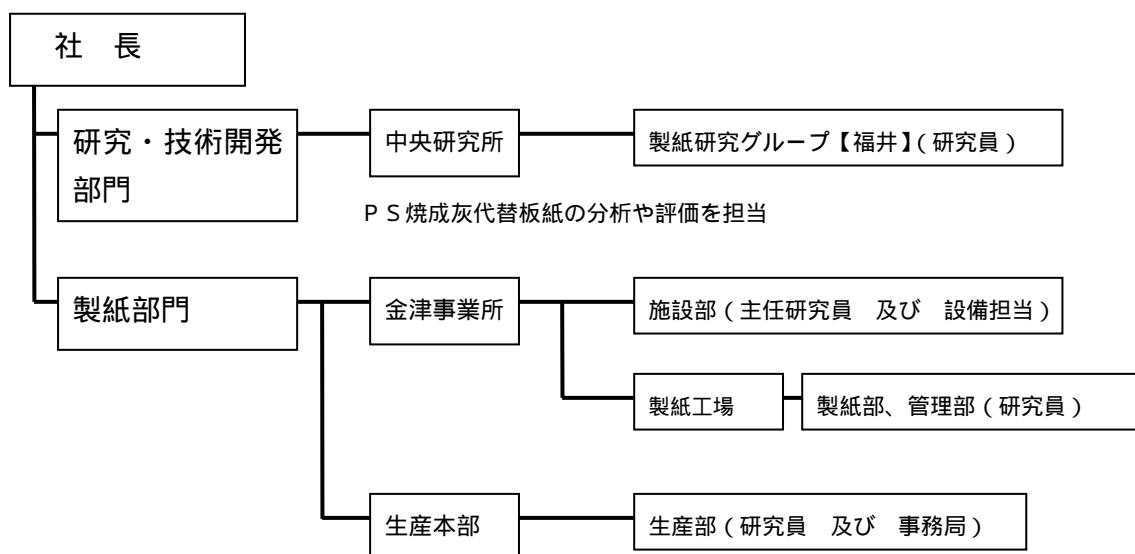 社　長
研究・技術開発
部門
中央研究所
製紙研究グループ【福井】（研究員）
ＰＳ焼成灰代替板紙の分析や評価を担当
製紙部門
金津事業所
施設部（主任研究員　及び　設備担当）
製紙工場
製紙部、管理部（研究員）
生産本部
生産部（研究員　及び　事務局）